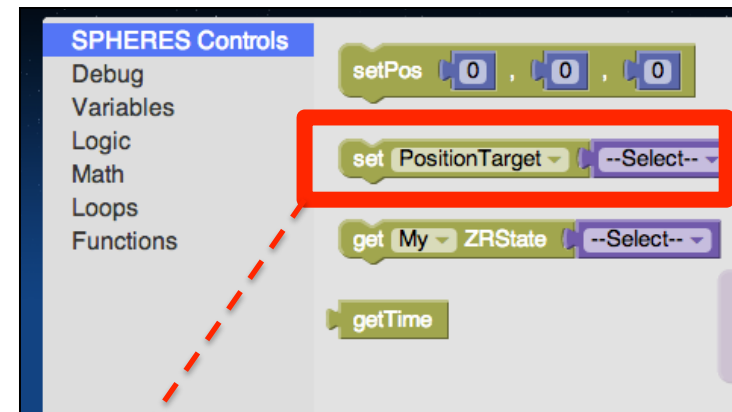 SPHERES Controls
Debug
Variables
Logic
Math
Loops
Functions
setPos 0 , 0 , 0
set PositionTarget --Select--
get My ZRState --Select--
getTime